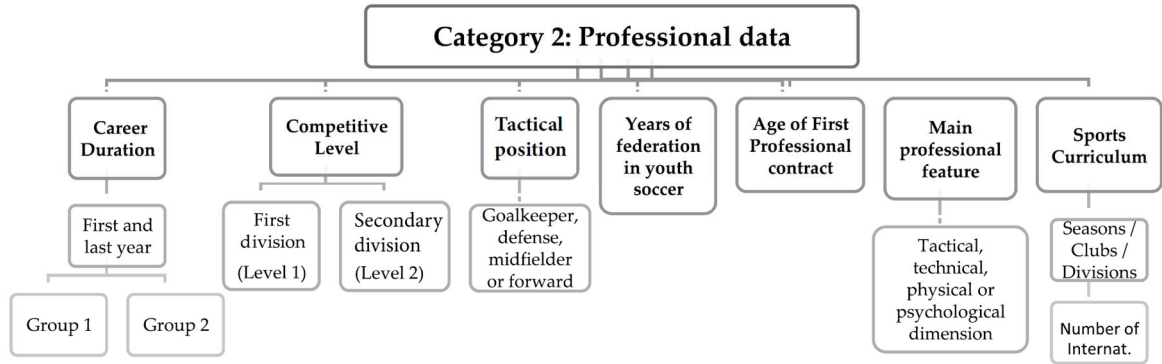 Category 2: Professional data
Career
Duration
First and
last year
Group 1
Group 2
Competitive
Level
First
division
(Level 1)
Secondary
division
(Level 2)
Tactical
position
Goalkeeper,
defense,
midfielder
or forward
Years of
federation
in youth
soccer
Age of First
Professional
contract
Main
professional
feature
Tactical,
technical,
physical or
psychological
dimension
Sports
Curriculum
Seasons /
Clubs /
Divisions
Number of
Internat.